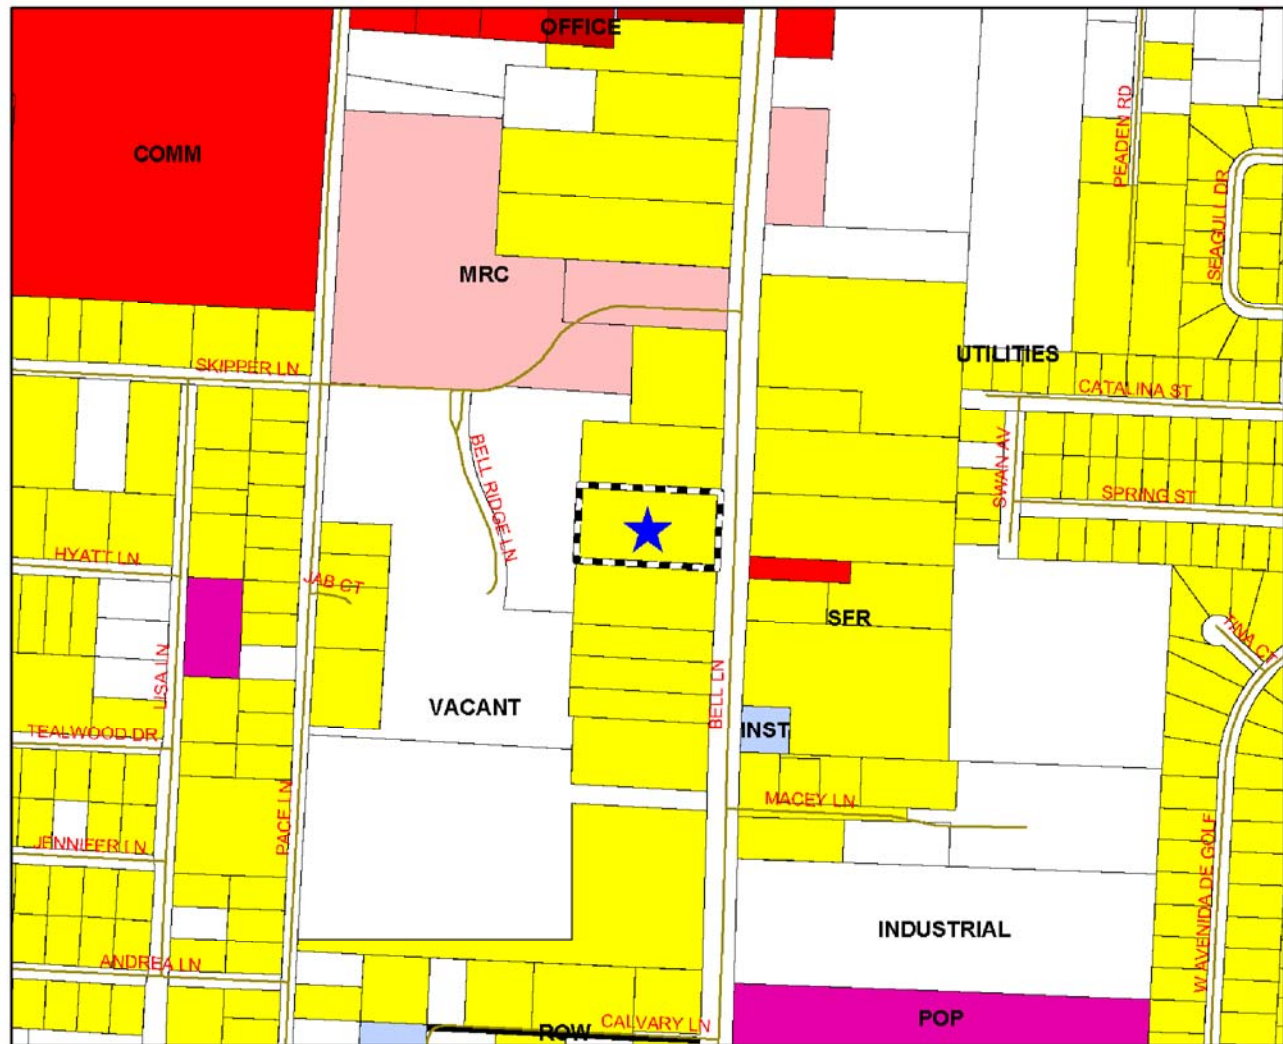 OFFICE
COMM
PEADEN RD
SEAGULL DR
MRC
UTILITIES
SKIPPER LN
CATALINA ST
BELL RIDGE LN
SWAN AV
SPRING ST
HYATT LN
JAB CT
SFR
TINA CT
LISA LN
VACANT
BELL LN
INST
TEALWOOD DR
MACEY LN
PACE LN
JENNIFER LN
W AVENIDA DE GOLF
INDUSTRIAL
ANDREA LN
POP
ROW
CALVARY LN